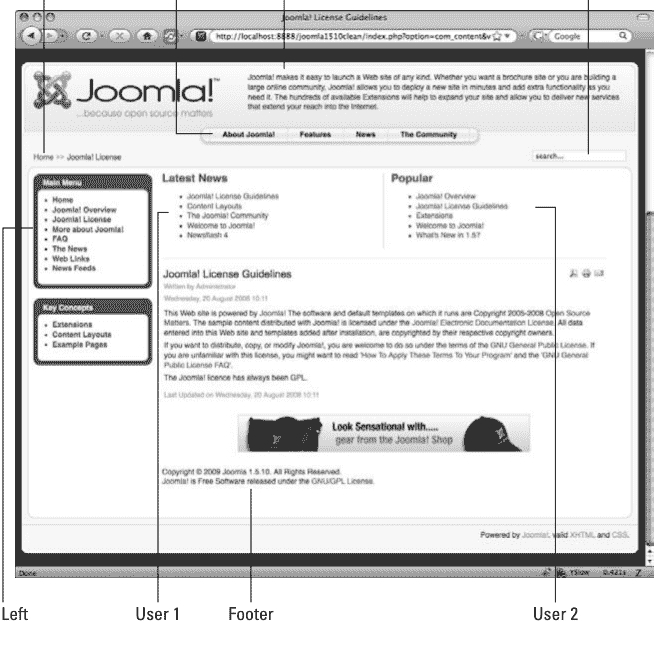 Joomla! License Guidelines
http://localhost:8888/joomla1510clean/index.php?option=com_content&v
Google
Joomla!™
...because open source matters
Joomla! makes it easy to launch a Web site of any kind. Whether you want a brochure site or you are building a
large online community, Joomla! allows you to deploy a new site in minutes and add extra functionality as you
need it. The hundreds of available Extensions will help to expand your site and allow you to deliver new services
that extend your reach into the Internet.
About Joomla! Features News The Community
Home >> Joomla! License
search...
Main Menu
Home
Joomla! Overview
Joomla! License
More about Joomla!
FAQ
The News
Web Links
News Feeds
Key Concepts
Extensions
Content Layouts
Example Pages
Latest News
Joomla! License Guidelines
Content Layouts
The Joomla! Community
Welcome to Joomla!
Newsflash 4
Popular
Joomla! Overview
Joomla! License Guidelines
Extensions
Welcome to Joomla!
What's New in 1.5?
Joomla! License Guidelines
Written by Administrator
Wednesday, 20 August 2008 10:11
This Web site is powered by Joomla! The software and default templates on which it runs are Copyright 2005-2008 Open Source
Matters. The sample content distributed with Joomla! is licensed under the Joomla! Electronic Documentation License. All data
entered into this Web site and templates added after installation, are copyrighted by their respective copyright owners.
If you want to distribute, copy, or modify Joomla!, you are welcome to do so under the terms of the GNU General Public License. If
you are unfamiliar with this license, you might want to read 'How To Apply These Terms To Your Program' and the 'GNU General
Public License FAQ'.
The Joomla! licence has always been GPL.
Last Updated on Wednesday, 20 August 2008 10:11
Look Sensational with.....
gear from the Joomla! Shop
Copyright © 2009 Joomla 1.5.10. All Rights Reserved.
Joomla! is Free Software released under the GNU/GPL License.
Powered by Joomla!. valid XHTML and CSS.
Done
YSlow 0.421s
Left User 1 Footer User 2